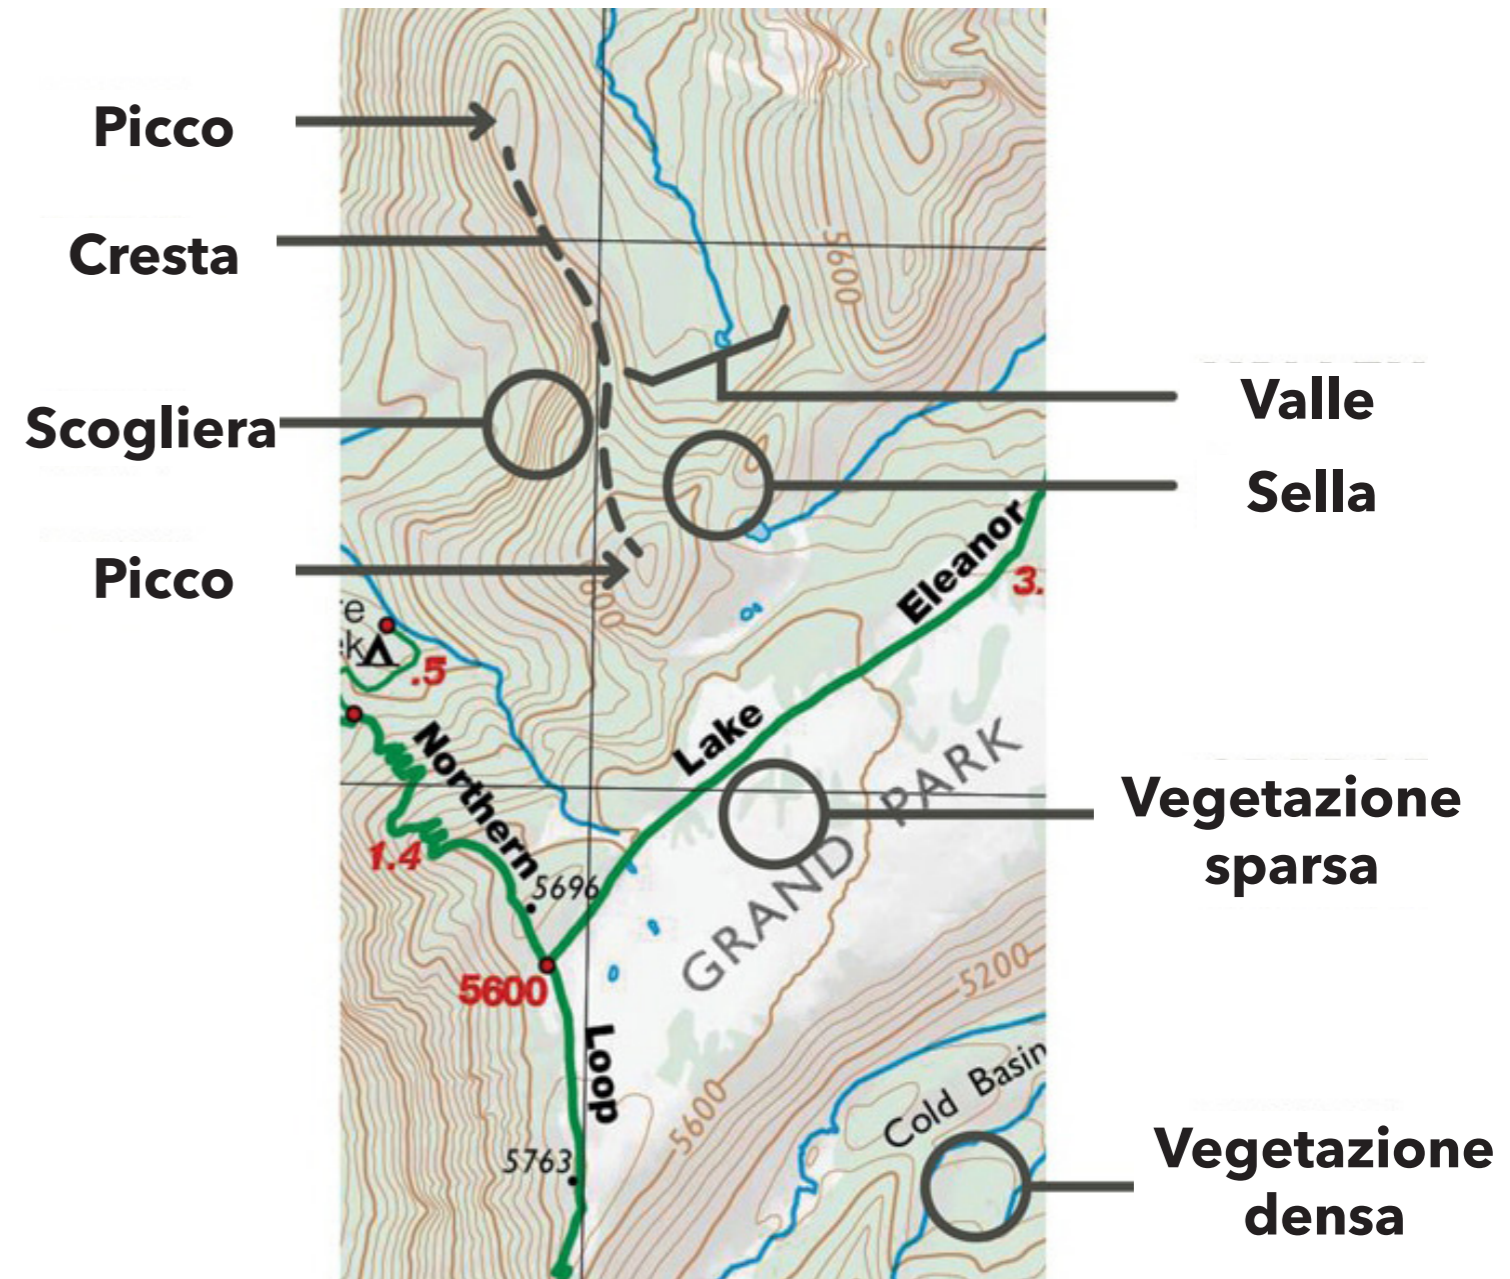 Picco
Cresta
Scogliera
Picco
Valle
Sella
Vegetazione
sparsa
Vegetazione
densa
5600
Eleanor
3.
Lake
.5
Northern
1.4
5696
GRAND PARK
5600
5200
Loop
5600
Cold Basin
5763